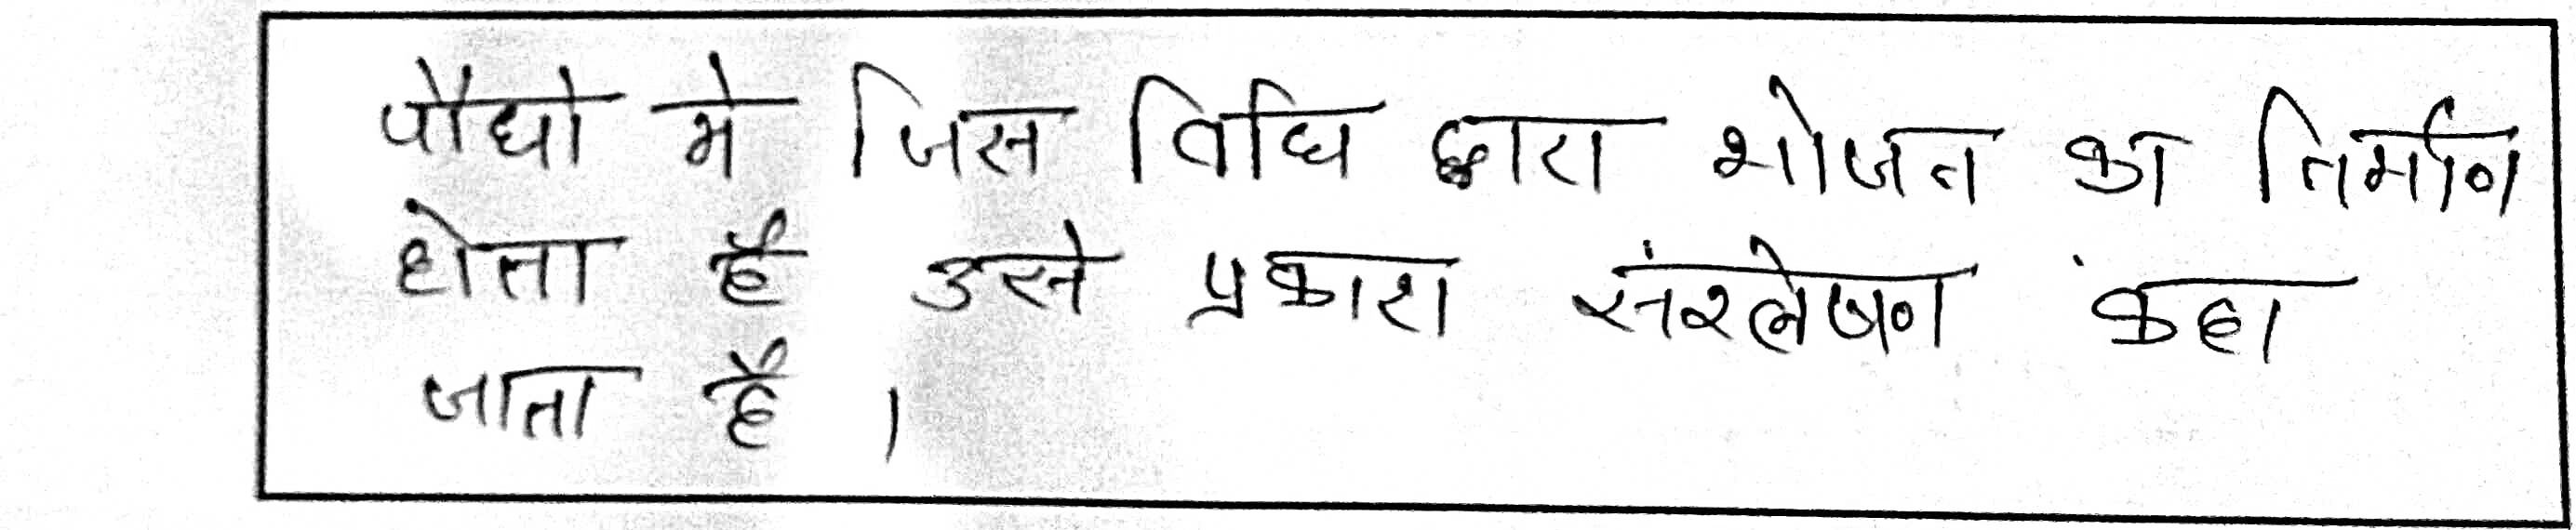 पौधो मे जिस विधि द्वारा भोजन का निर्माण
होता है उसे प्रकाश संश्लेषण कहा
जाता है ।